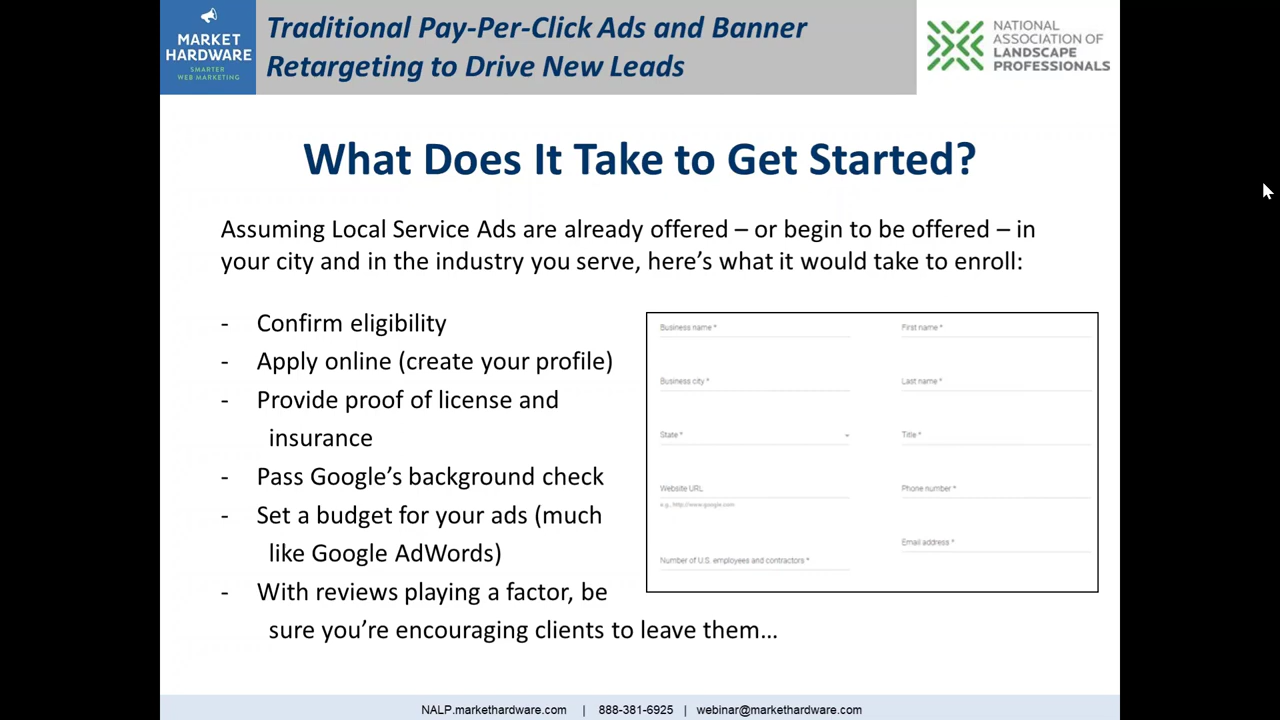 MARKET
HARDWARE
SMARTER
WEB MARKETING
Traditional Pay-Per-Click Ads and Banner
Retargeting to Drive New Leads
NATIONAL
ASSOCIATION OF
LANDSCAPE
PROFESSIONALS
What Does It Take to Get Started?
Assuming Local Service Ads are already offered – or begin to be offered – in
your city and in the industry you serve, here's what it would take to enroll:
- Confirm eligibility
- Apply online (create your profile)
- Provide proof of license and
insurance
- Pass Google's background check
- Set a budget for your ads (much
like Google AdWords)
- With reviews playing a factor, be
sure you're encouraging clients to leave them…
Business name *
First name *
Business city *
Last name *
State *
Title *
Website URL
e.g., http://www.google.com
Phone number *
Email address *
Number of U.S. employees and contractors *
NALP.markethardware.com | 888-381-6925 | webinar@markethardware.com